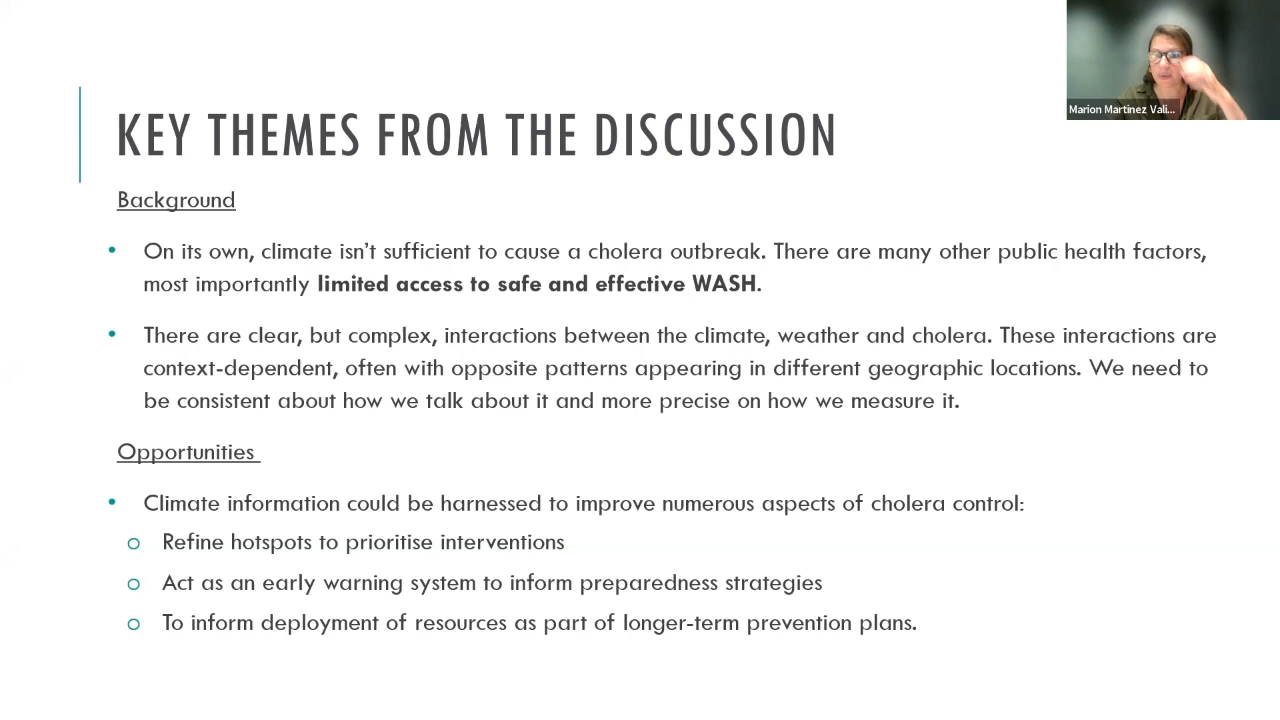 Marion Martinez Vali...
KEY THEMES FROM THE DISCUSSION
Background
• On its own, climate isn’t sufficient to cause a cholera outbreak. There are many other public health factors,
most importantly limited access to safe and effective WASH.
• There are clear, but complex, interactions between the climate, weather and cholera. These interactions are
context-dependent, often with opposite patterns appearing in different geographic locations. We need to
be consistent about how we talk about it and more precise on how we measure it.
Opportunities
• Climate information could be harnessed to improve numerous aspects of cholera control:
o Refine hotspots to prioritise interventions
o Act as an early warning system to inform preparedness strategies
o To inform deployment of resources as part of longer-term prevention plans.